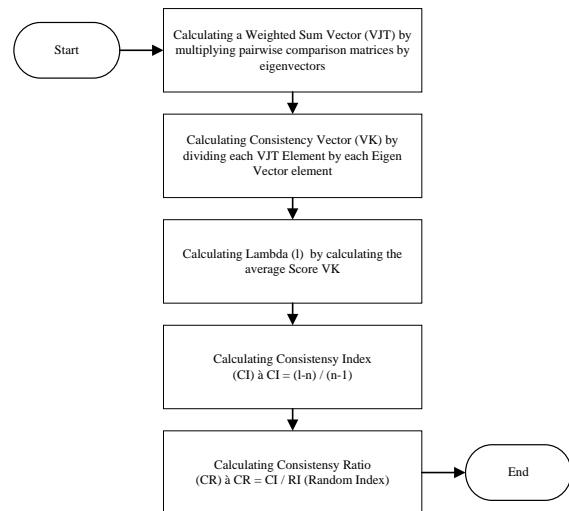 Start
Calculating a Weighted Sum Vector (VJT) by
multiplying pairwise comparison matrices by
eigenvectors
Calculating Consistency Vector (VK) by
dividing each VJT Element by each Eigen
Vector element
Calculating Lambda (l) by calculating the
average Score VK
Calculating Consistensy Index
(CI) à CI = (l-n) / (n-1)
Calculating Consistensy Ratio
(CR) à CR = CI / RI (Random Index)
End